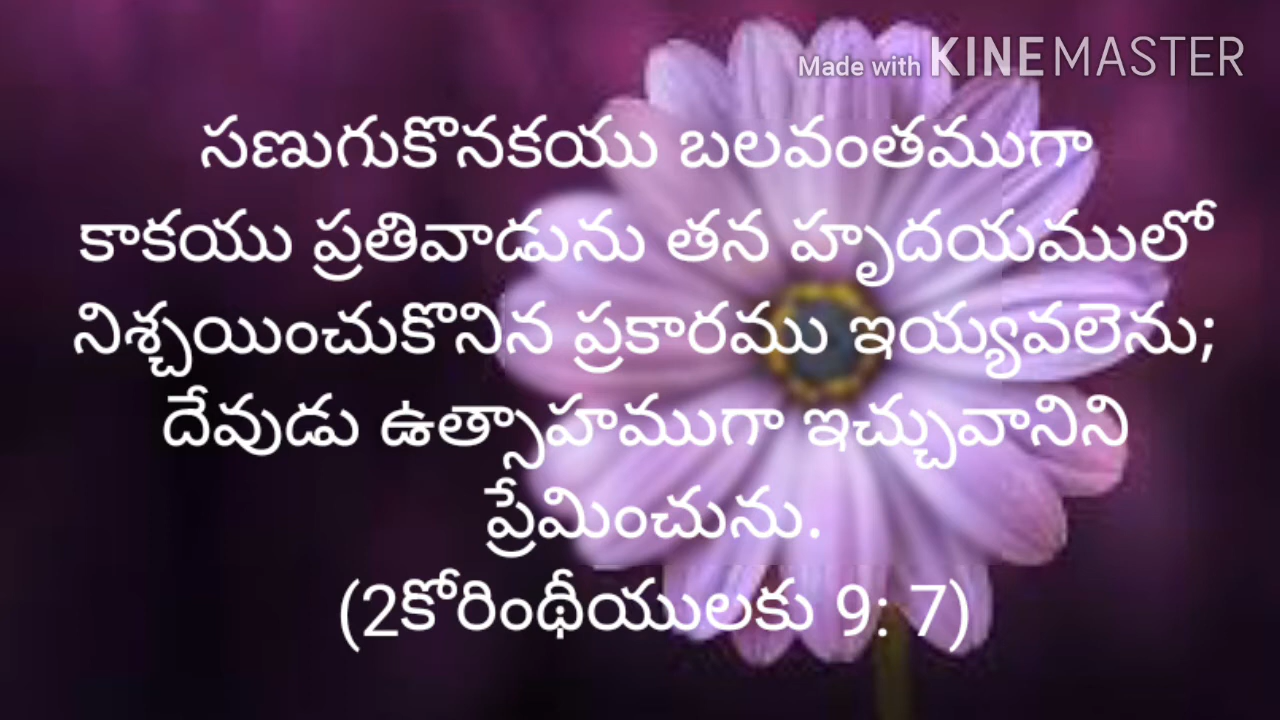 Made with KINEMASTER
సణుగుకొనకయు బలవంతముగా
కాకయు ప్రతివాడును తన హృదయములో
నిశ్చయించుకొనిన ప్రకారము ఇయ్యవలెను;
దేవుడు ఉత్సాహముగా ఇచ్చువానిని
ప్రేమించును.
(2కోరింథీయులకు 9: 7)